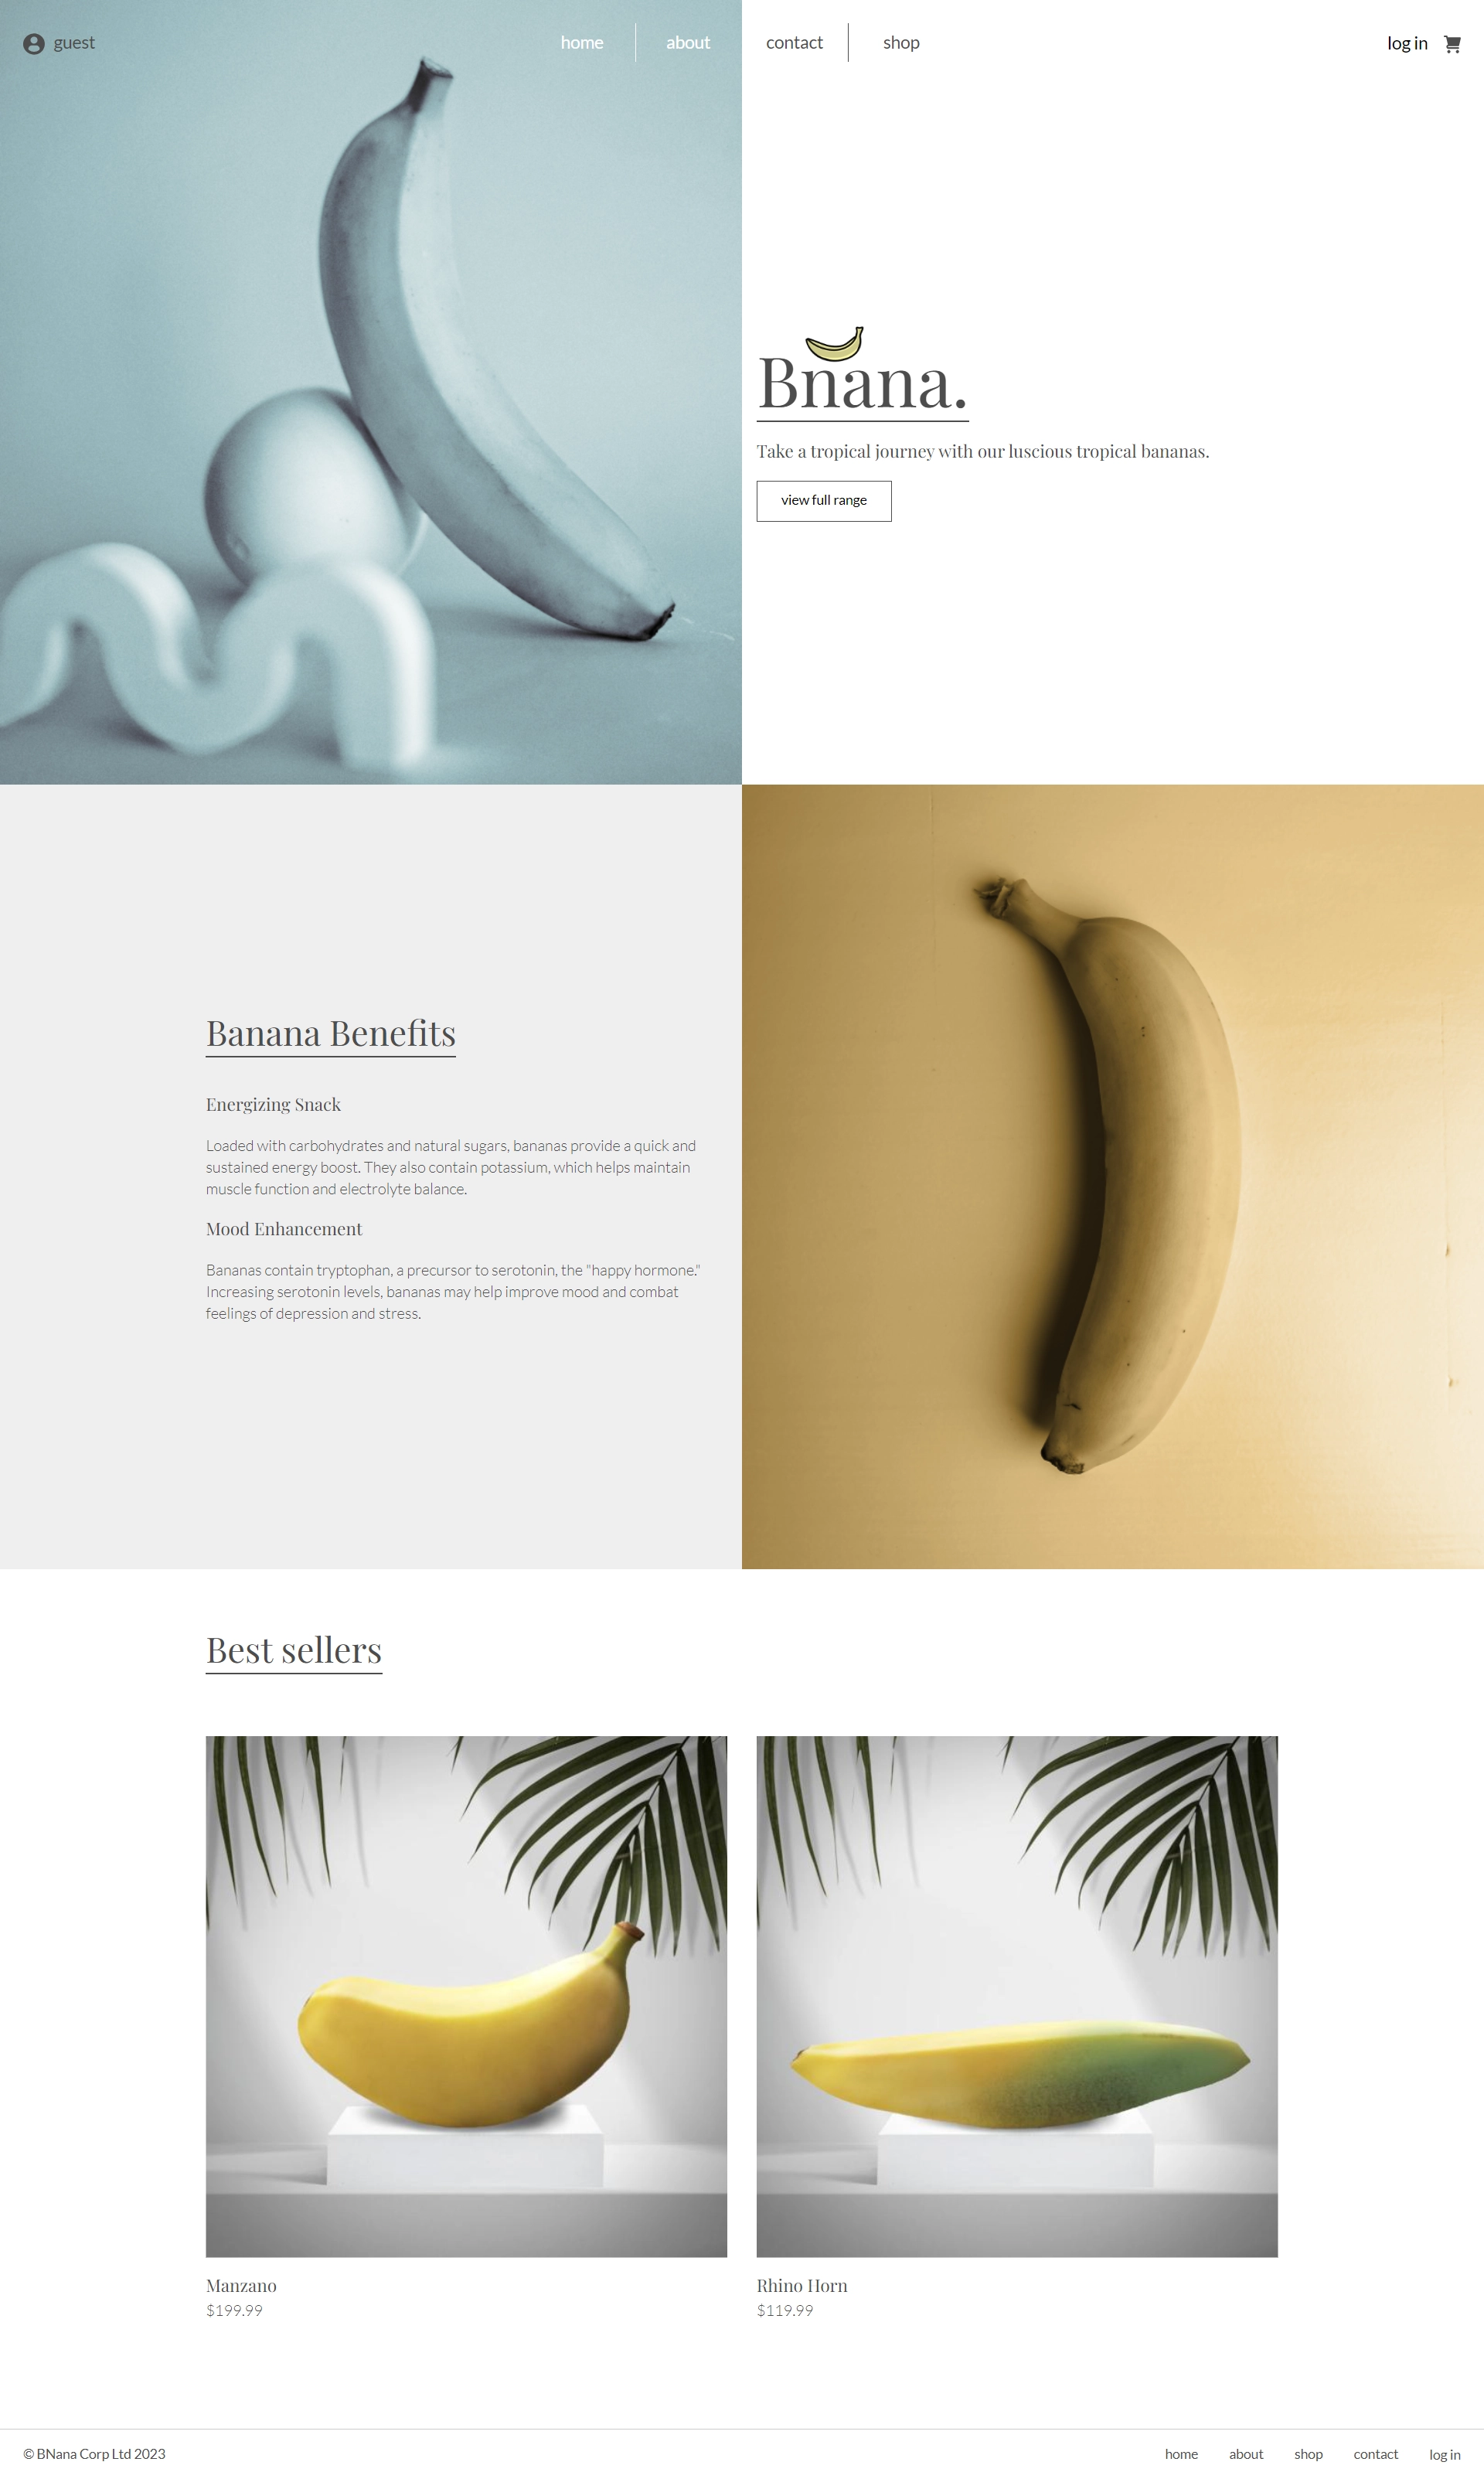 guest
home
about
contact
shop
log in
Bnana.
Take a tropical journey with our luscious tropical bananas.
view full range
Banana Benefits
Energizing Snack
Loaded with carbohydrates and natural sugars, bananas provide a quick and
sustained energy boost. They also contain potassium, which helps maintain
muscle function and electrolyte balance.
Mood Enhancement
Bananas contain tryptophan, a precursor to serotonin, the "happy hormone."
Increasing serotonin levels, bananas may help improve mood and combat
feelings of depression and stress.
Best sellers
Manzano
$199.99
Rhino Horn
$119.99
© BNana Corp Ltd 2023
home
about
shop
contact
log in